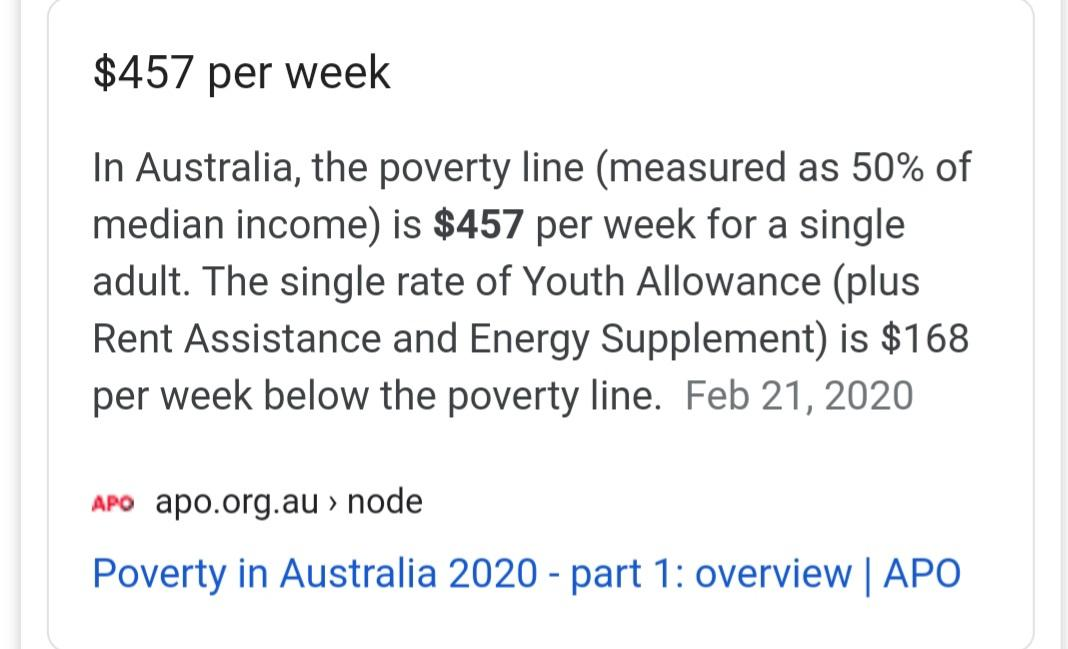 $457 per week
In Australia, the poverty line (measured as 50% of
median income) is $457 per week for a single
adult. The single rate of Youth Allowance (plus
Rent Assistance and Energy Supplement) is $168
per week below the poverty line. Feb 21, 2020
APO apo.org.au › node
Poverty in Australia 2020 - part 1: overview | APO